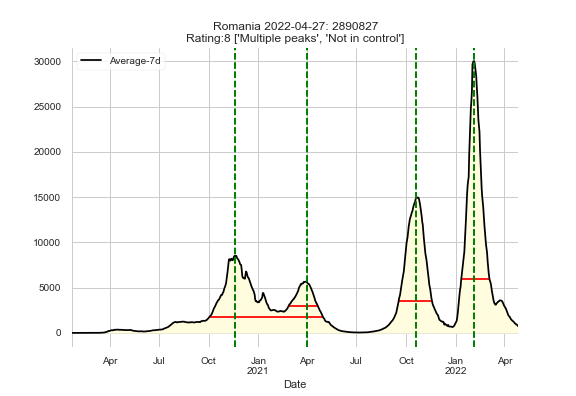 Romania 2022-04-27: 2890827
Rating:8 ['Multiple peaks', 'Not in control']
Average-7d
30000
25000
20000
15000
10000
5000
0
Apr Jul Oct Jan Apr Jul Oct Jan Apr
2021 2022
Date